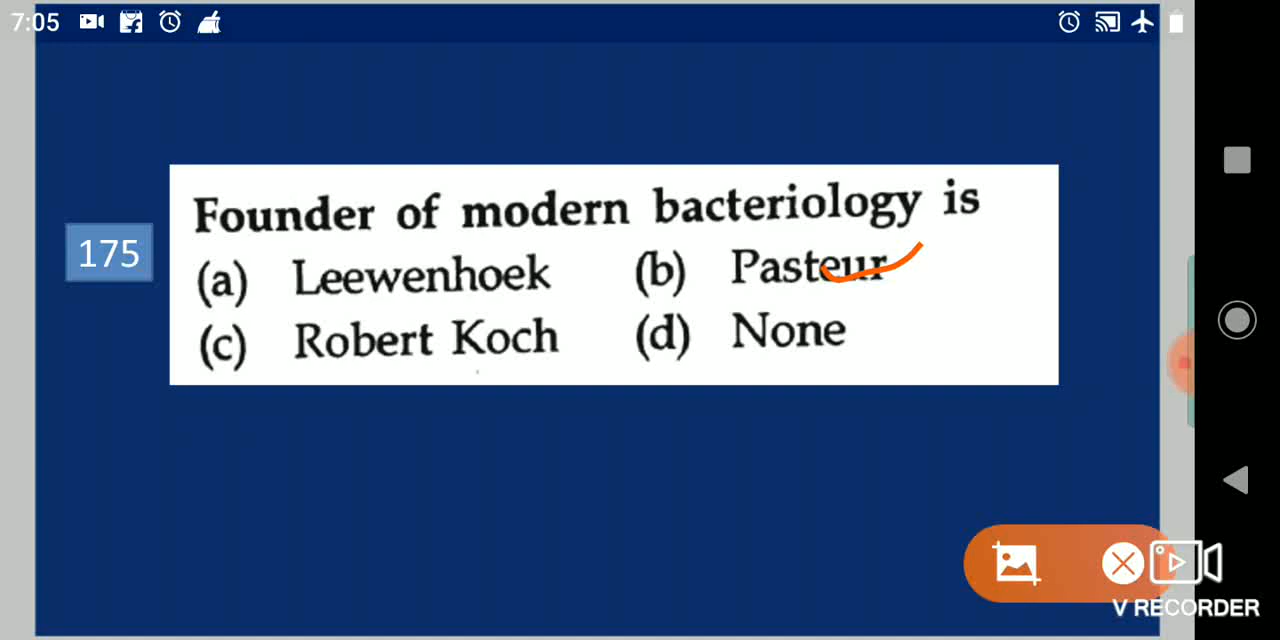 7:05
175
Founder of modern bacteriology is
(a) Leewenhoek (b) Pasteur
(c) Robert Koch (d) None
V RECORDER